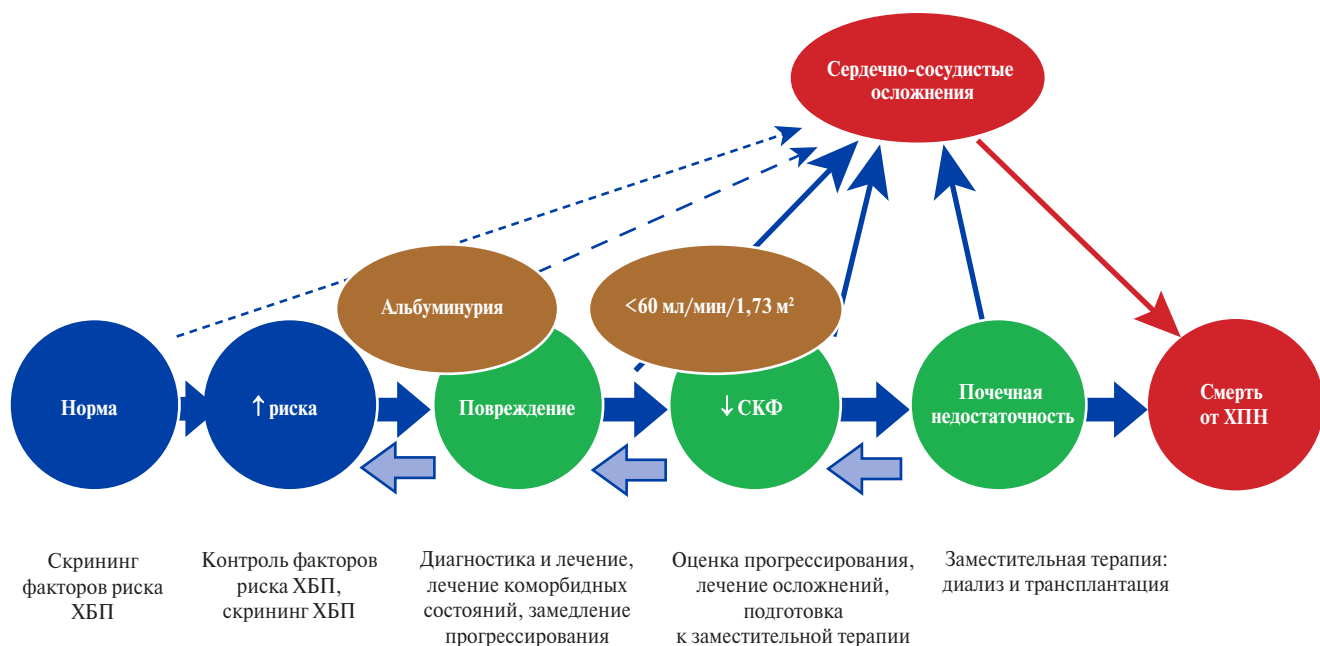 Сердечно-сосудистые
осложнения
Альбуминурия
<60 мл/мин/1,73 м²
Норма
↑ риска
Повреждение
↓ СКФ
Почечная
недостаточность
Смерть
от ХПН
Скрининг
факторов риска
ХБП
Контроль факторов
риска ХБП,
скрининг ХБП
Диагностика и лечение,
лечение коморбидных
состояний, замедление
прогрессирования
Оценка прогрессирования,
лечение осложнений,
подготовка
к заместительной терапии
Заместительная терапия:
диализ и трансплантация